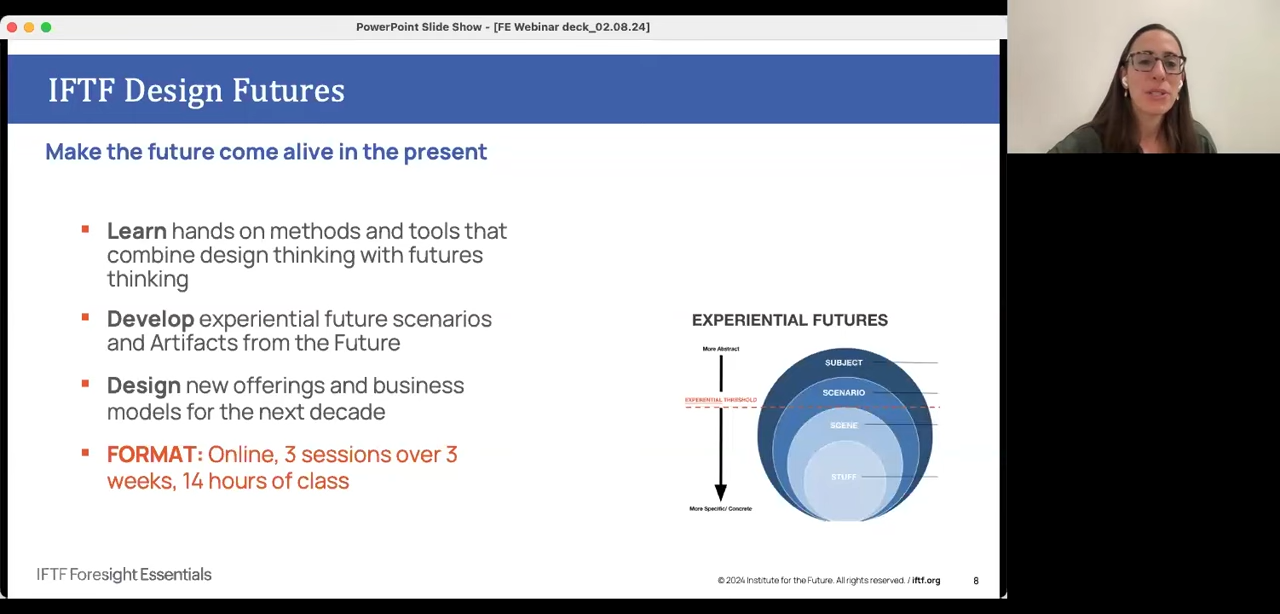 PowerPoint Slide Show - [FE Webinar deck_02.08.24]
IFTF Design Futures
Make the future come alive in the present
Learn hands on methods and tools that
combine design thinking with futures
thinking
Develop experiential future scenarios
and Artifacts from the Future
Design new offerings and business
models for the next decade
FORMAT: Online, 3 sessions over 3
weeks, 14 hours of class
EXPERIENTIAL FUTURES
More Abstract
SUBJECT
SCENARIO
EXPERIENTIAL THRESHOLD
SCENE
STUFF
More Specific/ Concrete
IFTF Foresight Essentials
© 2024 Institute for the Future. All rights reserved. / iftf.org
8